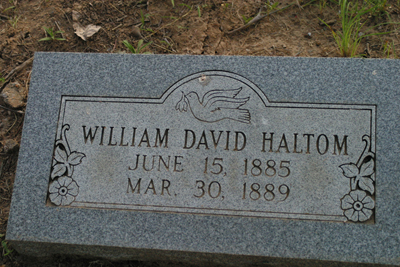 WILLIAM DAVID HALTOM
JUNE 15, 1885
MAR. 30, 1889